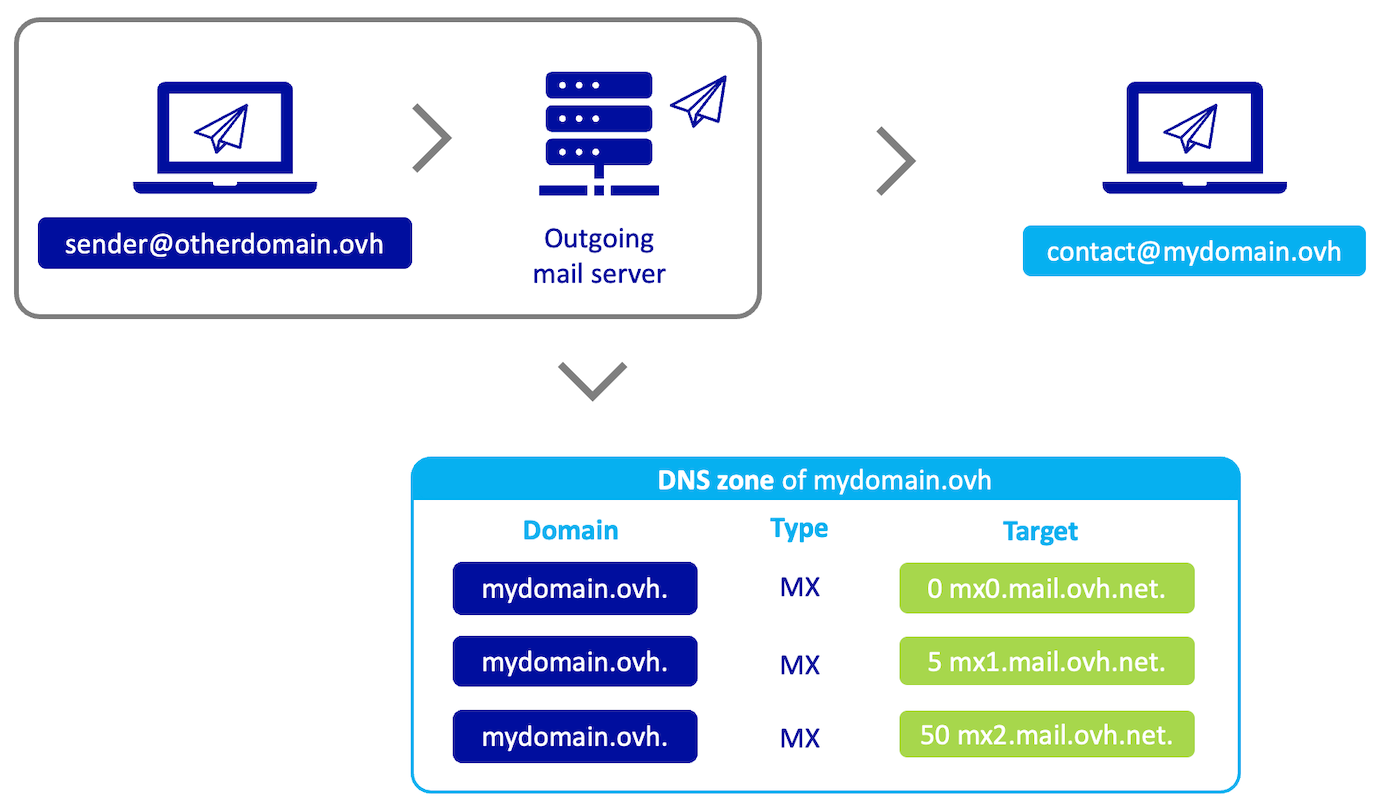 sender@otherdomain.ovh
Outgoing
mail server
contact@mydomain.ovh
DNS zone of mydomain.ovh
Domain Type Target
mydomain.ovh. MX 0 mx0.mail.ovh.net.
mydomain.ovh. MX 5 mx1.mail.ovh.net.
mydomain.ovh. MX 50 mx2.mail.ovh.net.